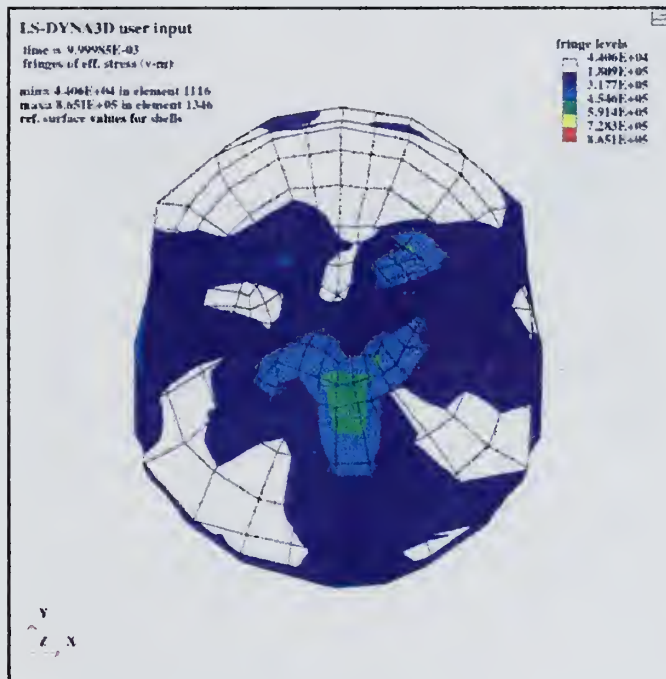 LS-DYNA3D user input
time = 9.99985E-03
fringes of eff. stress (v-m)
min= 4.406E+04 in element 1116
max= 8.651E+05 in element 1346
ref. surface values for shells
fringe levels
4.406E+04
1.809E+05
3.177E+05
4.546E+05
5.914E+05
7.283E+05
8.651E+05
Y
Z X